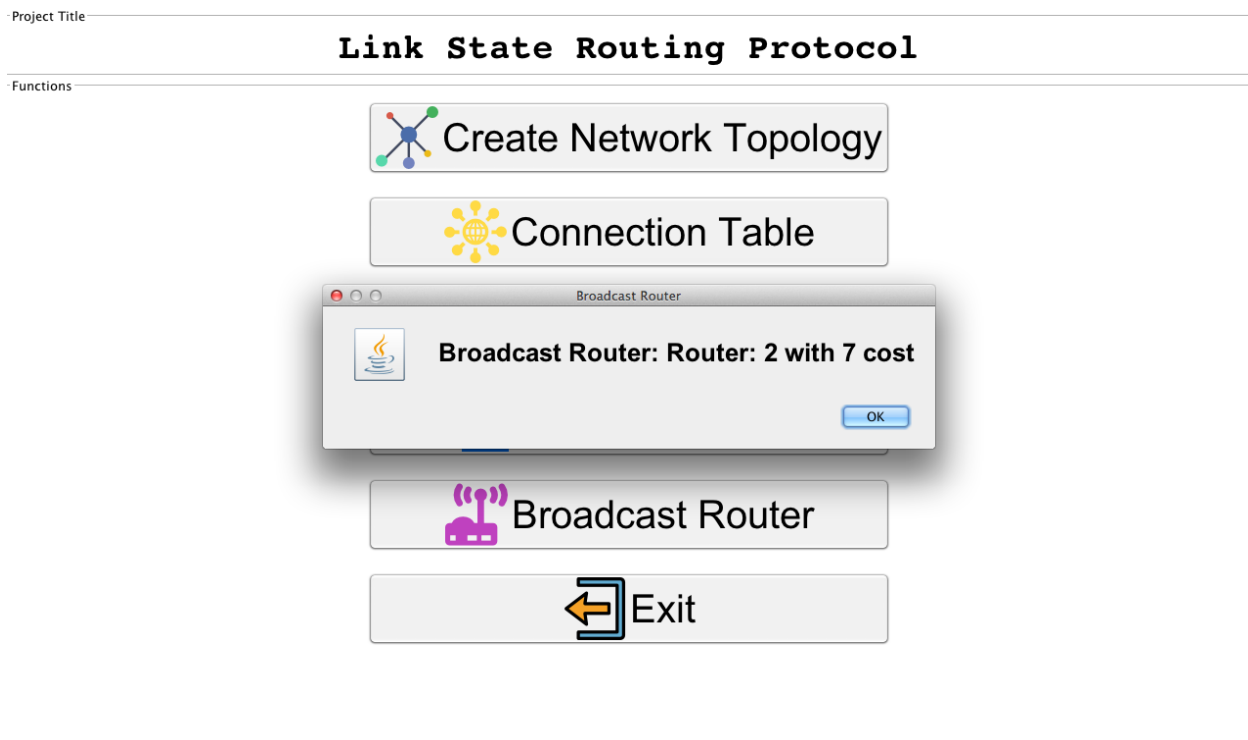 Project Title
Link State Routing Protocol
Functions
Create Network Topology
Connection Table
Broadcast Router
Broadcast Router: Router: 2 with 7 cost
OK
Broadcast Router
Exit